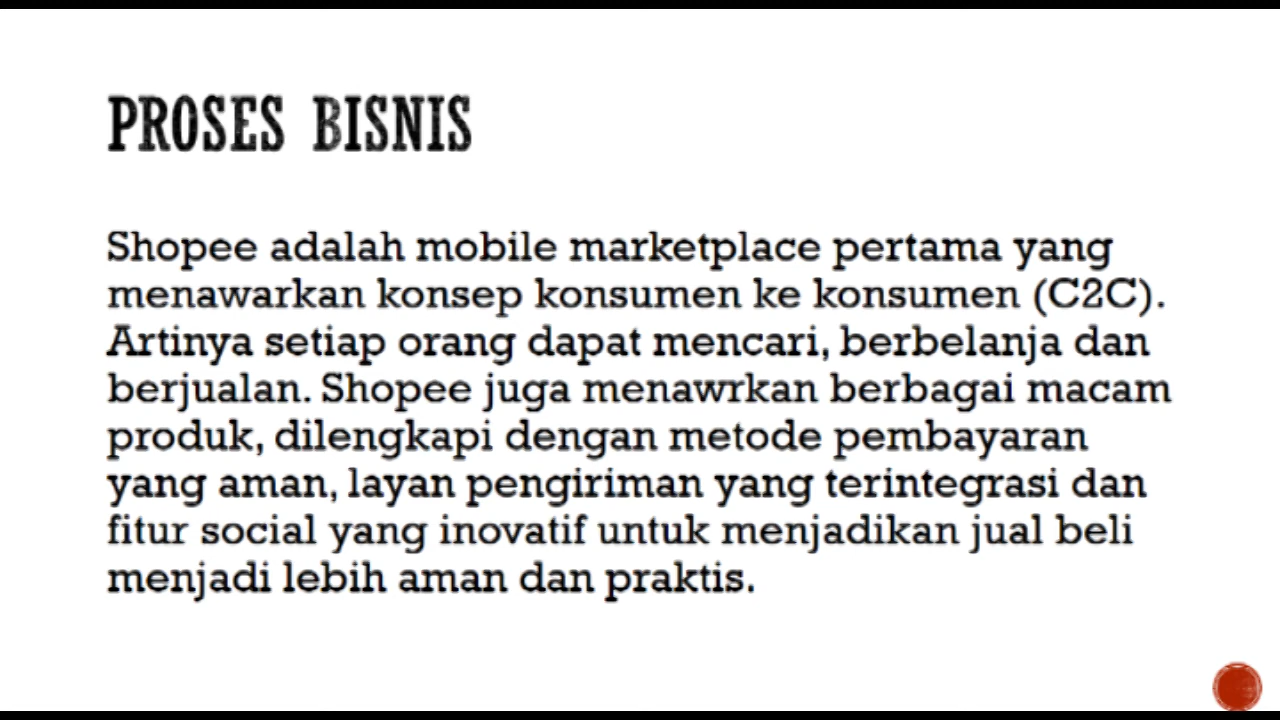 PROSES BISNIS
Shopee adalah mobile marketplace pertama yang
menawarkan konsep konsumen ke konsumen (C2C).
Artinya setiap orang dapat mencari, berbelanja dan
berjualan. Shopee juga menawrkan berbagai macam
produk, dilengkapi dengan metode pembayaran
yang aman, layan pengiriman yang terintegrasi dan
fitur social yang inovatif untuk menjadikan jual beli
menjadi lebih aman dan praktis.